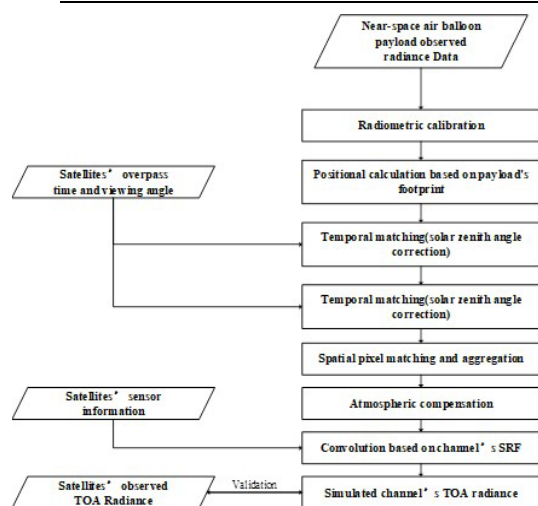 Near-space air balloon
payload observed
radiance Data
Radiometric calibration
Satellites' overpass
time and viewing angle
Positional calculation based on payload's
footprint
Temporal matching(solar zenith angle
correction)
Temporal matching(solar zenith angle
correction)
Spatial pixel matching and aggregation
Satellites' sensor
information
Atmospheric compensation
Convolution based on channel's SRF
Satellites' observed
TOA Radiance
Validation
Simulated channel's TOA radiance